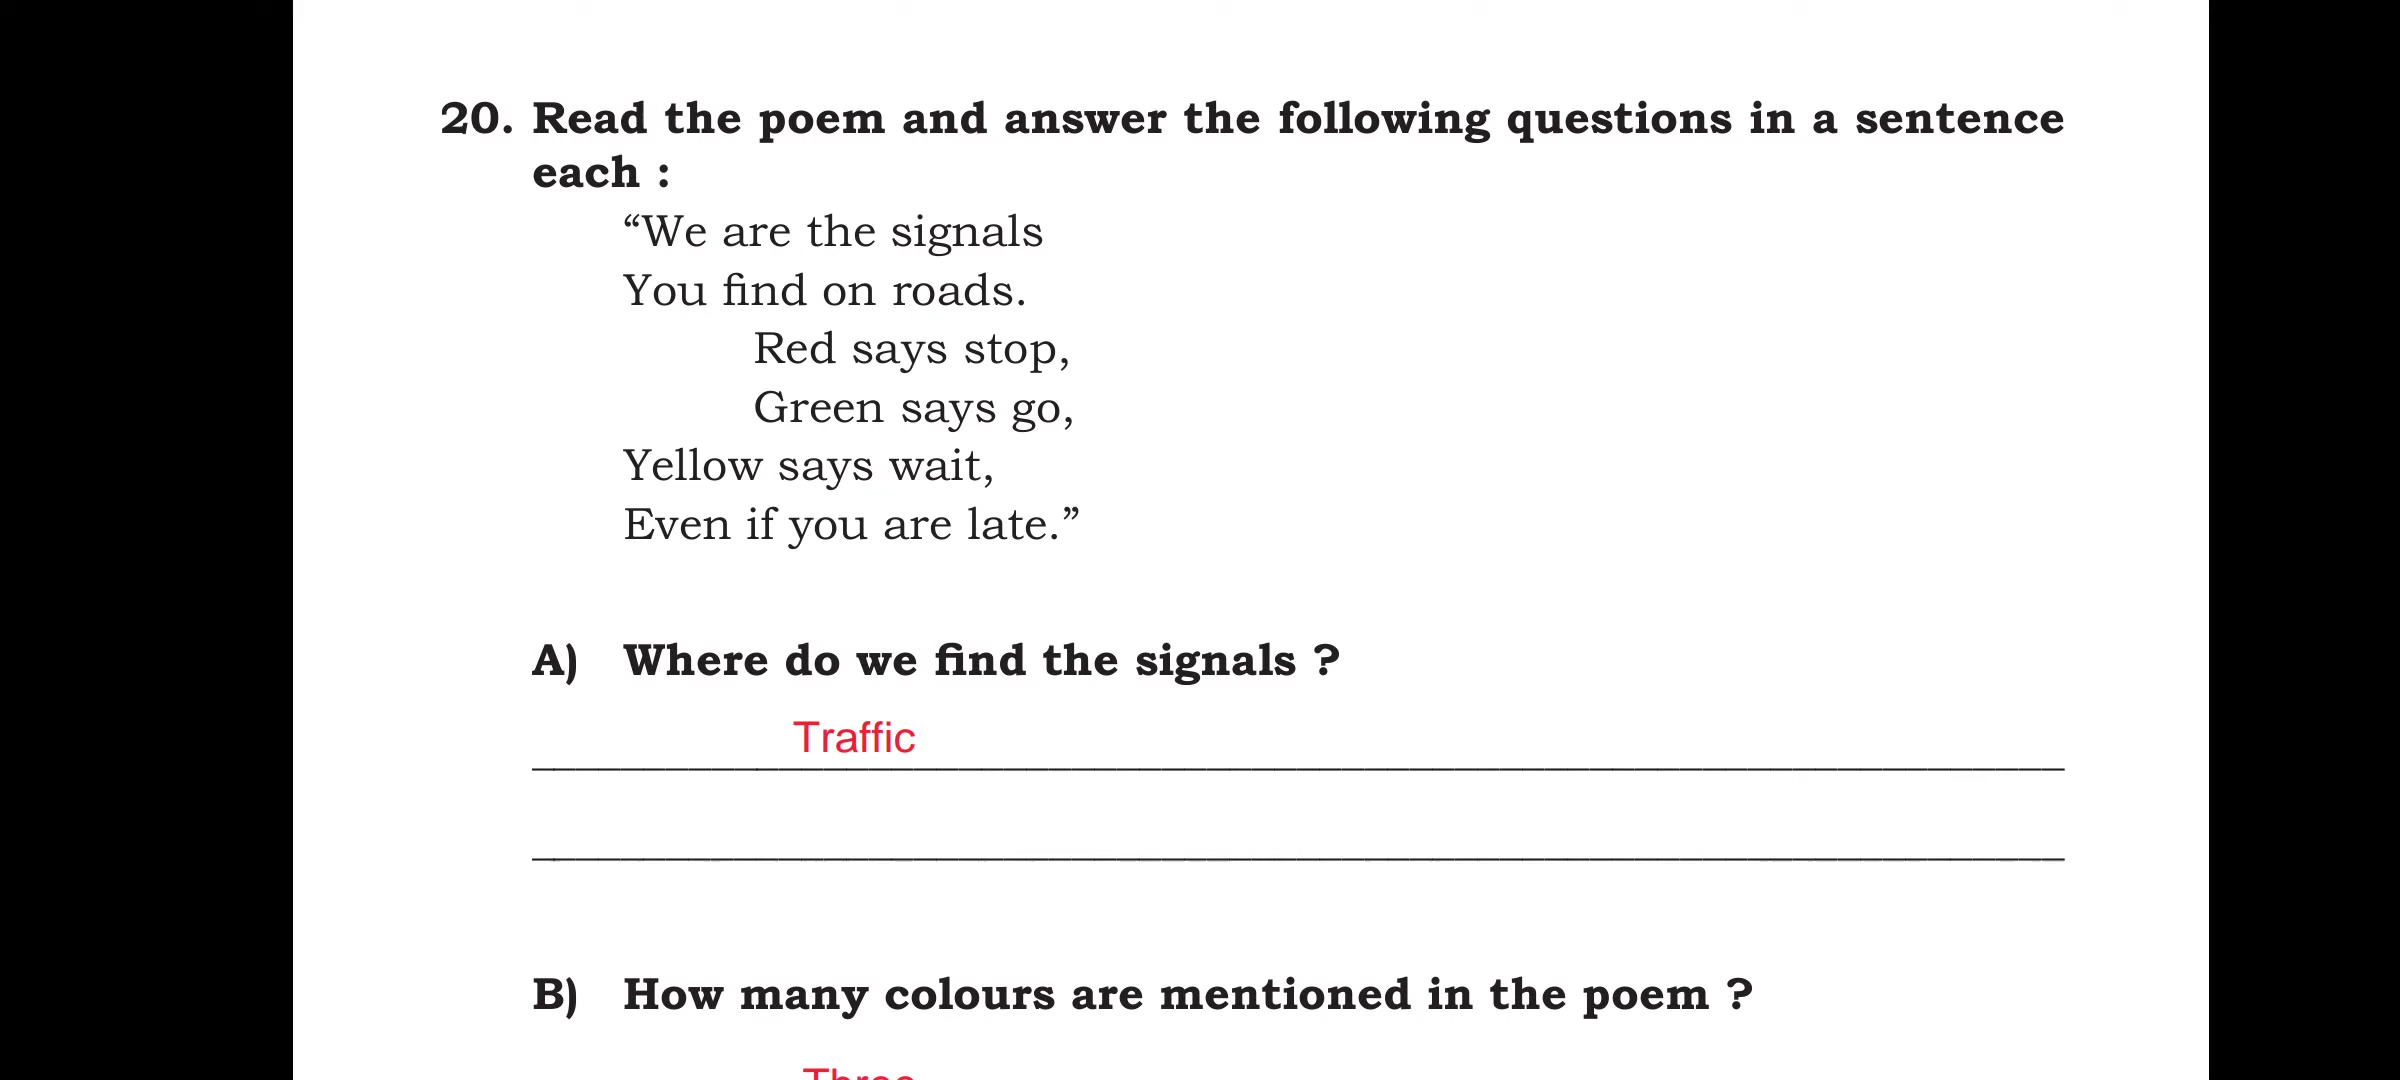 20. Read the poem and answer the following questions in a sentence
each :
“We are the signals
You find on roads.
Red says stop,
Green says go,
Yellow says wait,
Even if you are late.”
A) Where do we find the signals ?
Traffic
B) How many colours are mentioned in the poem ?
Three